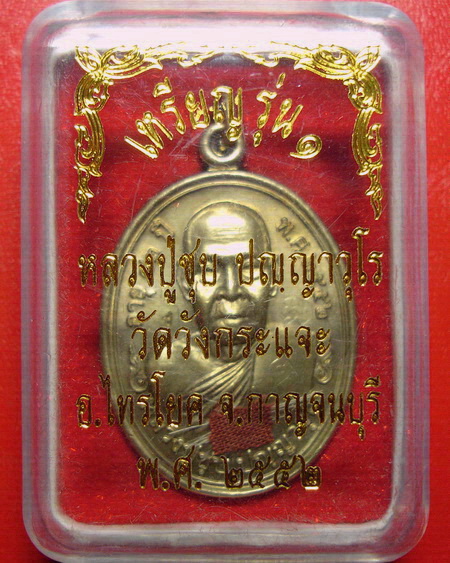 เหรียญ รุ่น ๑
หลวงปู่ชุบ ปญฺญาวุโธ
วัดวังกระแจะ
อ.ไทรโยค จ.กาญจนบุรี
พ.ศ. ๒๕๕๒